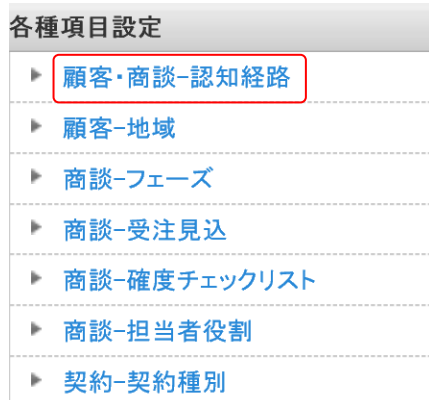 各種項目設定
顧客・商談-認知経路
顧客-地域
商談-フェーズ
商談-受注見込
商談-確度チェックリスト
商談-担当者役割
契約-契約種別